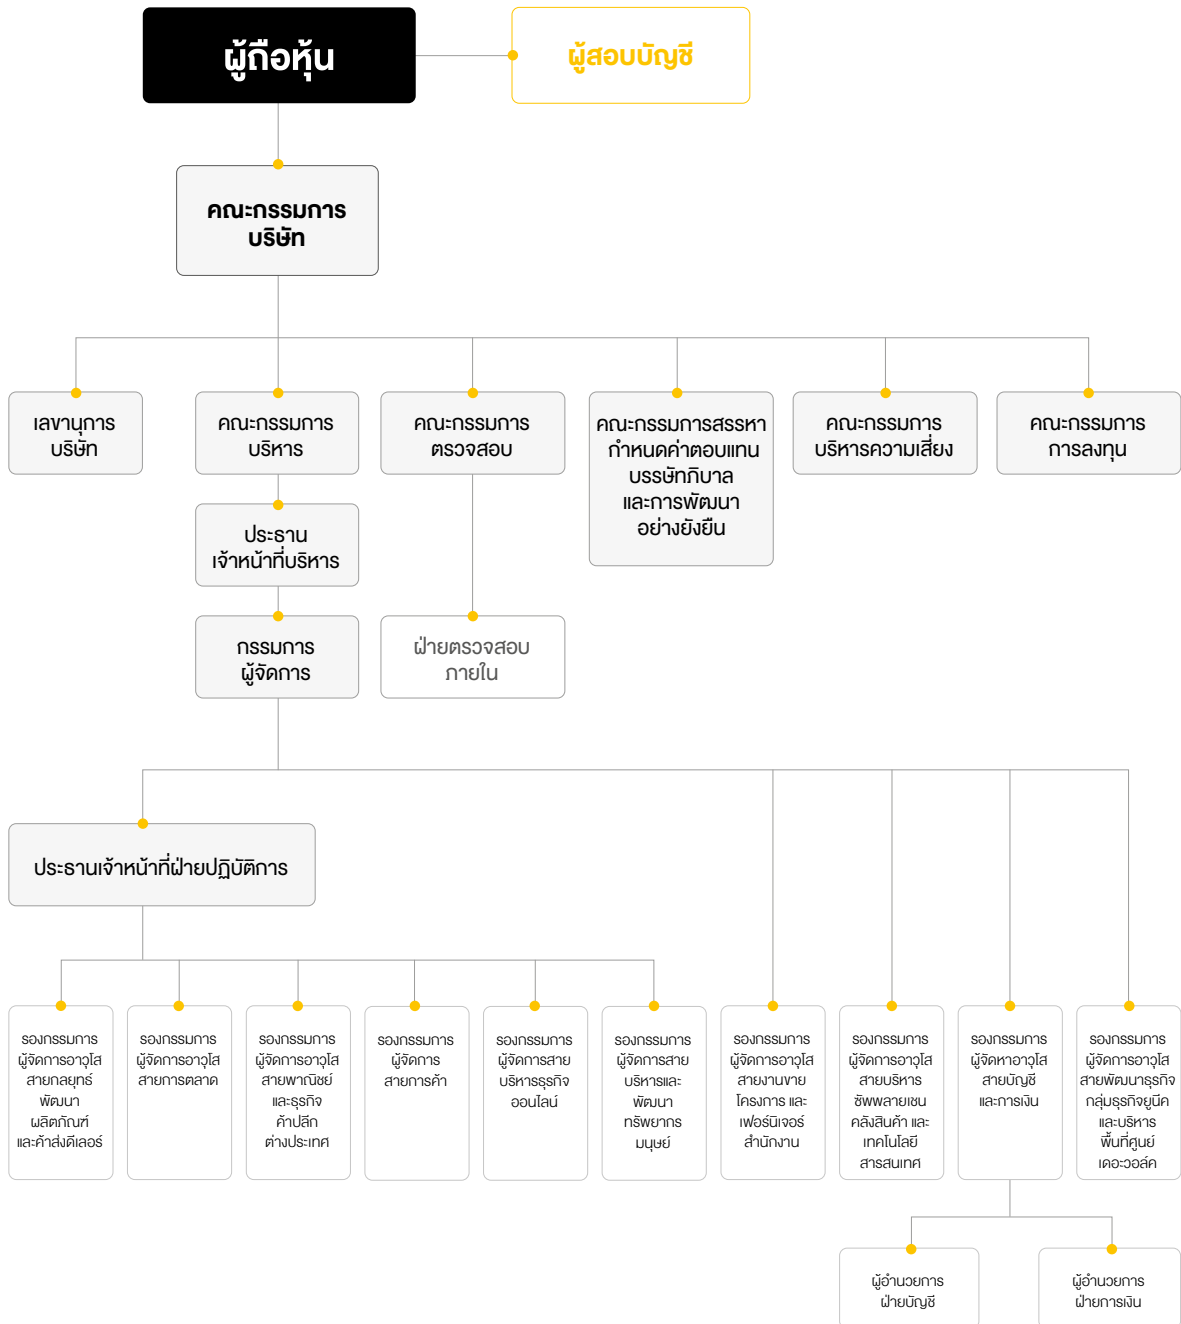 ผู้ถือหุ้น
ผู้สอบบัญชี
คณะกรรมการ
บริษัท
เลขานุการ
บริษัท
คณะกรรมการ
บริหาร
คณะกรรมการ
ตรวจสอบ
คณะกรรมการสรรหา
กำหนดค่าตอบแทน
บรรษัทภิบาล
และการพัฒนา
อย่างยั่งยืน
คณะกรรมการ
บริหารความเสี่ยง
คณะกรรมการ
การลงทุน
ประธาน
เจ้าหน้าที่บริหาร
กรรมการ
ผู้จัดการ
ฝ่ายตรวจสอบ
ภายใน
ประธานเจ้าหน้าที่ฝ่ายปฏิบัติการ
รองกรรมการ
ผู้จัดการอาวุโส
สายกลยุทธ์
พัฒนา
ผลิตภัณฑ์
และค้าส่งดีเลอร์
รองกรรมการ
ผู้จัดการอาวุโส
สายการตลาด
รองกรรมการ
ผู้จัดการอาวุโส
สายพาณิชย์
และธุรกิจ
ค้าปลีก
ต่างประเทศ
รองกรรมการ
ผู้จัดการ
สายการค้า
รองกรรมการ
ผู้จัดการสาย
บริหารธุรกิจ
ออนไลน์
รองกรรมการ
ผู้จัดการสาย
บริหารและ
พัฒนา
ทรัพยากร
มนุษย์
รองกรรมการ
ผู้จัดการอาวุโส
สายงานขาย
โครงการ และ
เฟอร์นิเจอร์
สำนักงาน
รองกรรมการ
ผู้จัดการอาวุโส
สายบริหาร
ซัพพลายเชน
คลังสินค้า และ
เทคโนโลยี
สารสนเทศ
รองกรรมการ
ผู้จัดหาอาวุโส
สายบัญชี
และการเงิน
รองกรรมการ
ผู้จัดการอาวุโส
สายพัฒนาธุรกิจ
กลุ่มธุรกิจยูนีค
และบริหาร
พื้นที่ศูนย์
เดอะวอล์ค
ผู้อำนวยการ
ฝ่ายบัญชี
ผู้อำนวยการ
ฝ่ายการเงิน